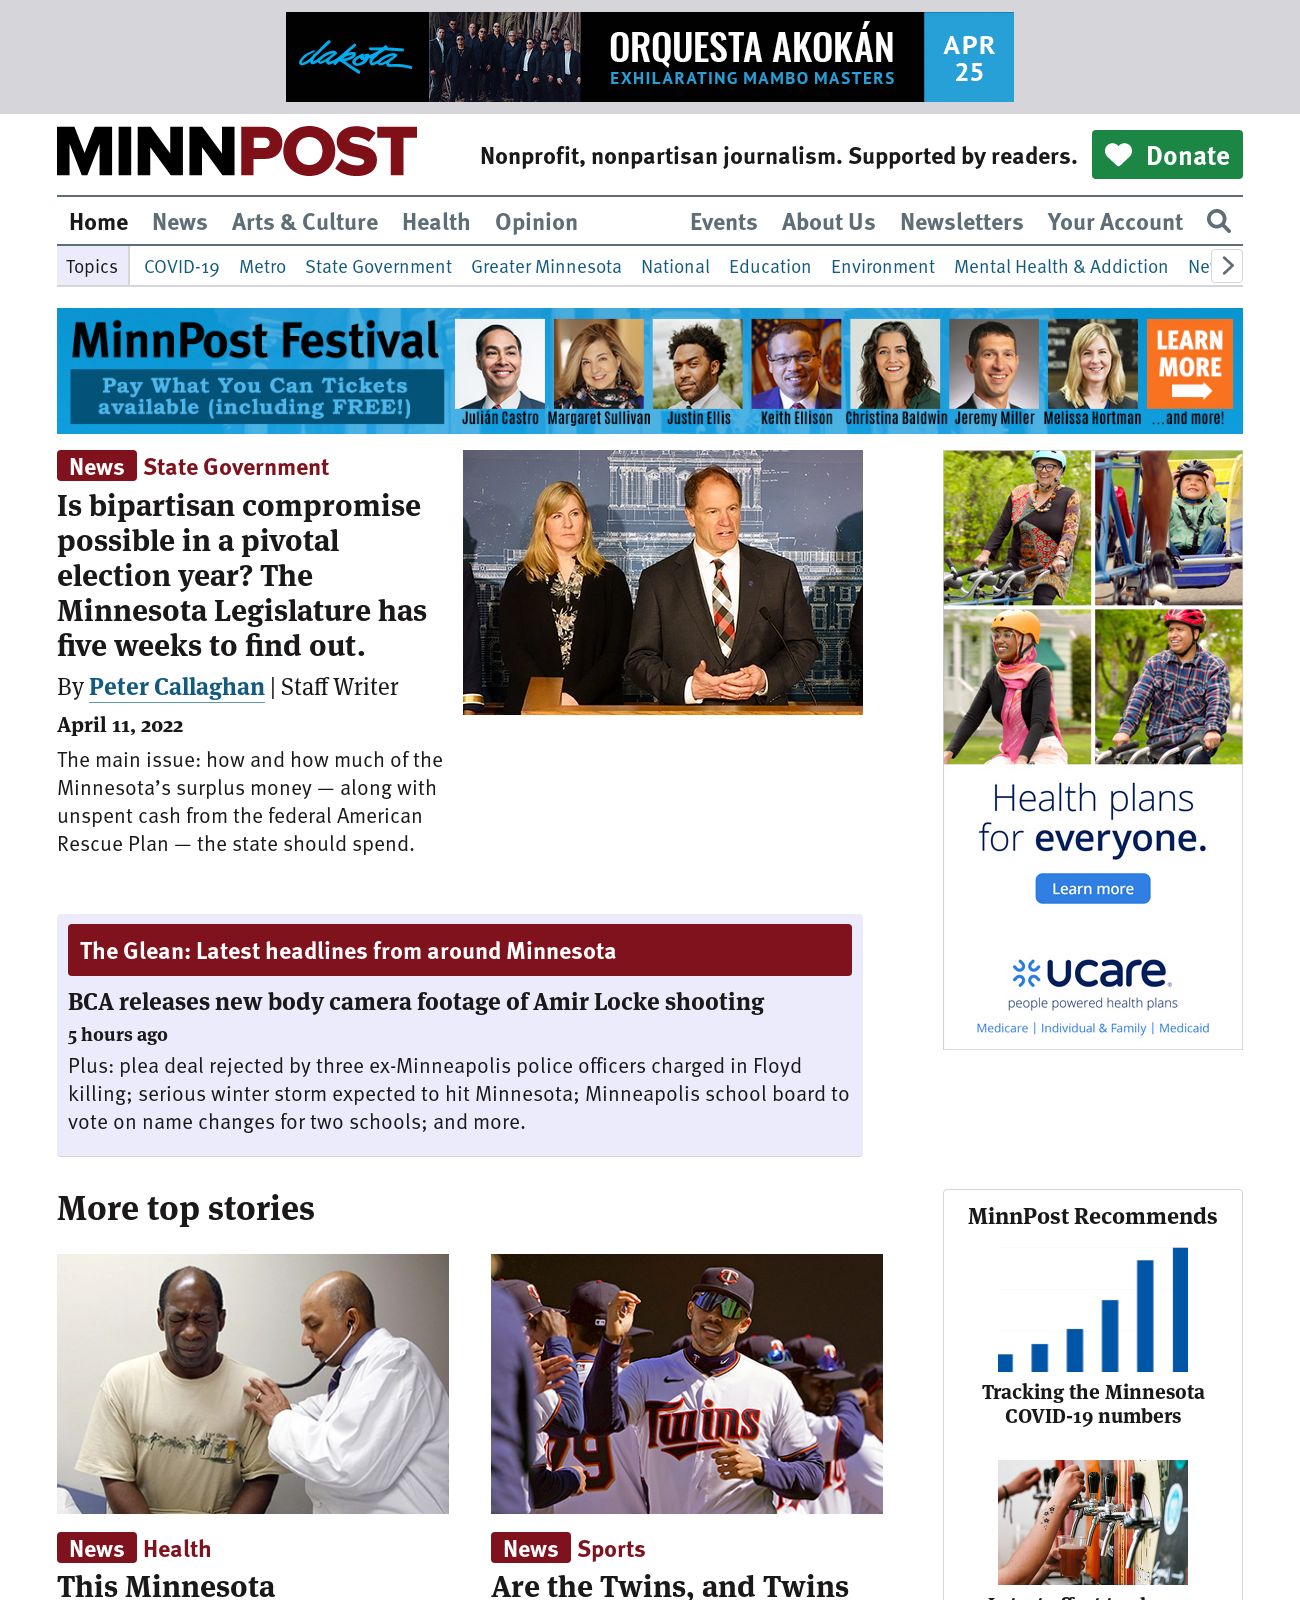 dakota
ORQUESTA AKOKÁN
EXHILARATING MAMBO MASTERS
APR
25
MINNPOST
Nonprofit, nonpartisan journalism. Supported by readers.
Donate
Home News Arts & Culture Health Opinion Events About Us Newsletters Your Account
Topics COVID-19 Metro State Government Greater Minnesota National Education Environment Mental Health & Addiction
MinnPost Festival
Pay What You Can Tickets
available (including FREE!)
Julián Castro Margaret Sullivan Justin Ellis Keith Ellison Christina Baldwin Jeremy Miller Melissa Hortman
LEARN
MORE
...and more!
News State Government
Is bipartisan compromise
possible in a pivotal
election year? The
Minnesota Legislature has
five weeks to find out.
By Peter Callaghan | Staff Writer
April 11, 2022
The main issue: how and how much of the
Minnesota’s surplus money — along with
unspent cash from the federal American
Rescue Plan — the state should spend.
Health plans
for everyone.
Learn more
ucare
people powered health plans
Medicare | Individual & Family | Medicaid
The Glean: Latest headlines from around Minnesota
BCA releases new body camera footage of Amir Locke shooting
5 hours ago
Plus: plea deal rejected by three ex-Minneapolis police officers charged in Floyd
killing; serious winter storm expected to hit Minnesota; Minneapolis school board to
vote on name changes for two schools; and more.
More top stories
Twins
79
News Health
This Minnesota
News Sports
Are the Twins, and Twins
MinnPost Recommends
Tracking the Minnesota
COVID-19 numbers